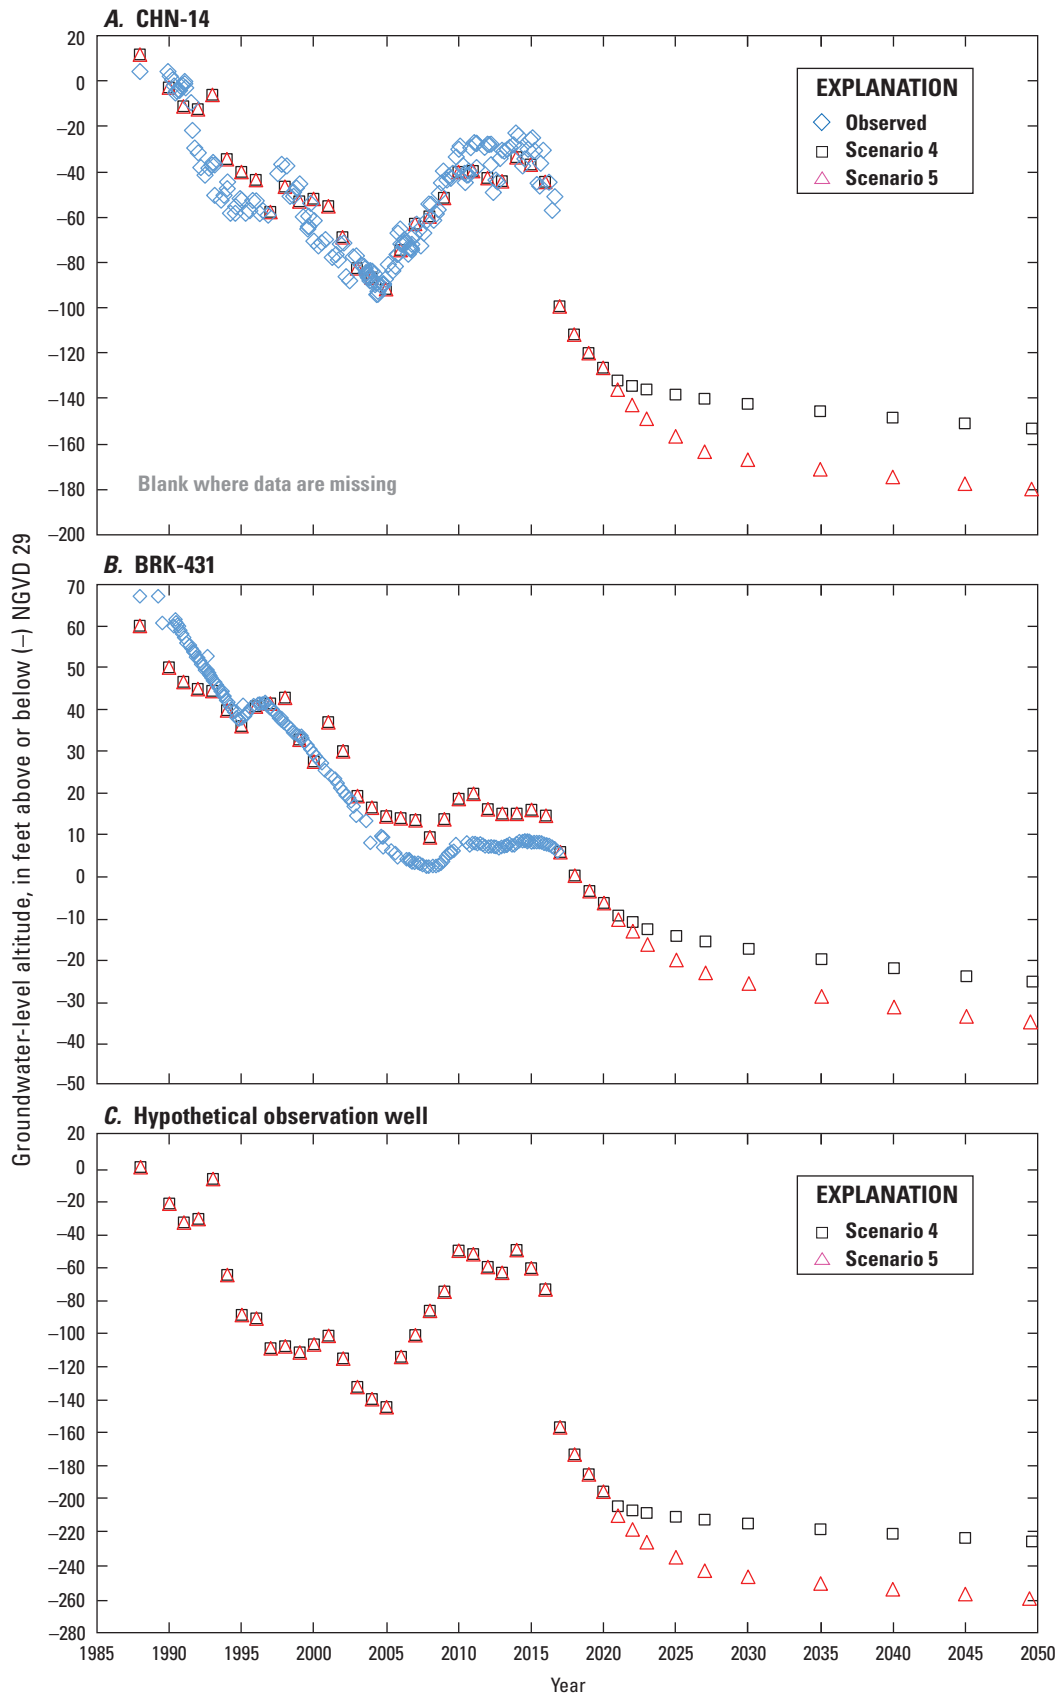 A. CHN-14
20
0
−20
−40
−60
−80
−100
−120
−140
−160
−180
−200
EXPLANATION
Observed
Scenario 4
Scenario 5
Blank where data are missing
Groundwater-level altitude, in feet above or below (−) NGVD 29
B. BRK-431
70
60
50
40
30
20
10
0
−10
−20
−30
−40
−50
C. Hypothetical observation well
20
0
−20
−40
−60
−80
−100
−120
−140
−160
−180
−200
−220
−240
−260
−280
EXPLANATION
Scenario 4
Scenario 5
1985 1990 1995 2000 2005 2010 2015 2020 2025 2030 2035 2040 2045 2050
Year